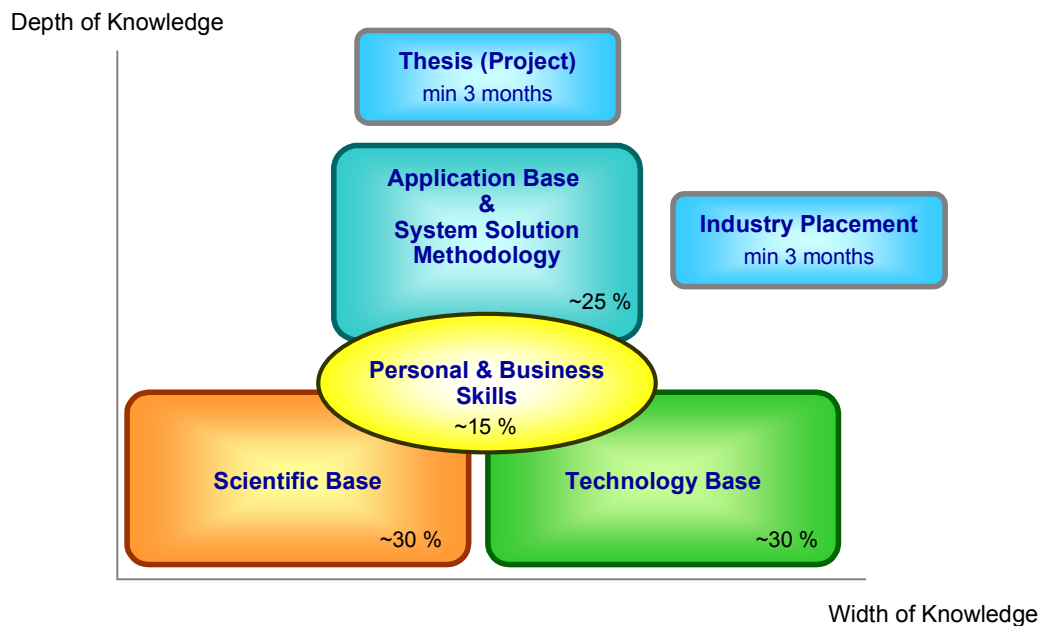 Depth of Knowledge
Thesis (Project)
min 3 months
Application Base
&
System Solution
Methodology
~25 %
Industry Placement
min 3 months
Personal & Business
Skills
~15 %
Scientific Base
~30 %
Technology Base
~30 %
Width of Knowledge